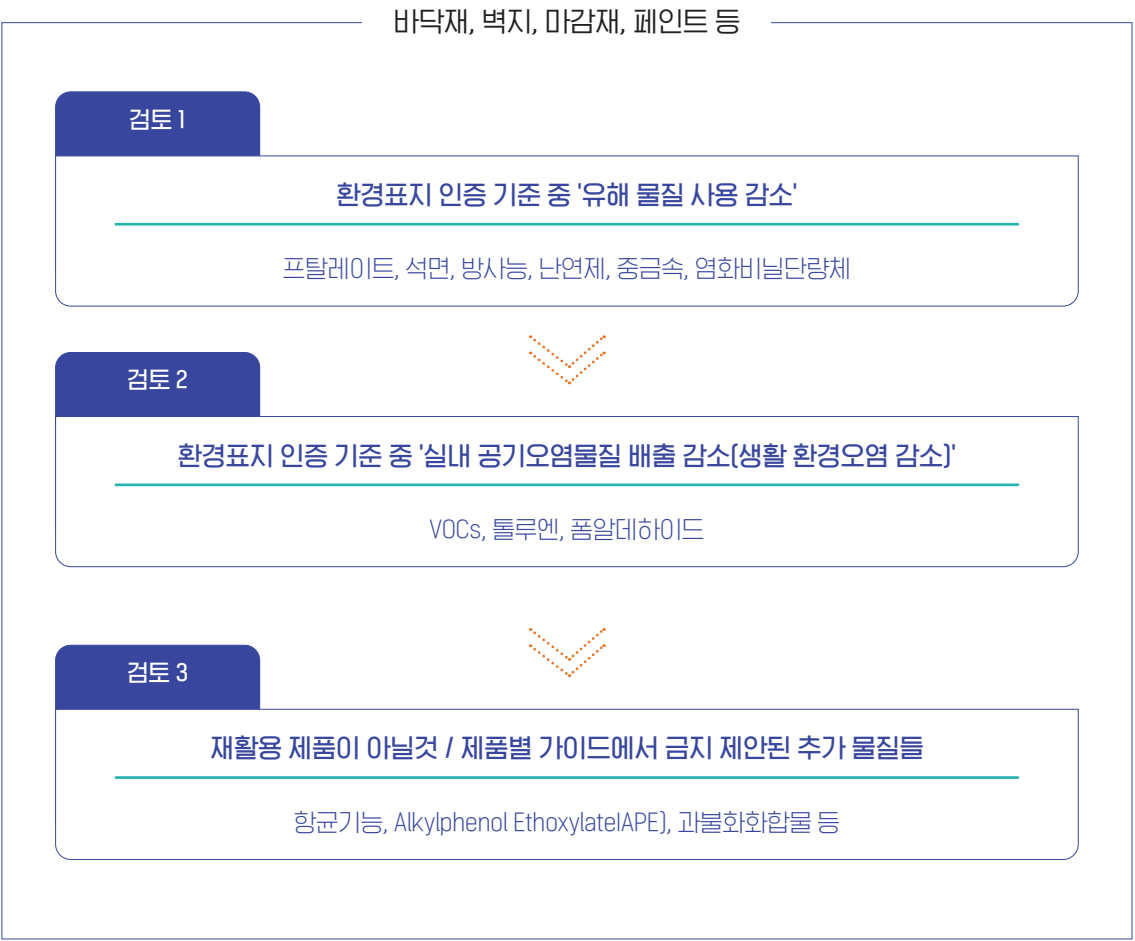 바닥재, 벽지, 마감재, 페인트 등
검토 1
환경표지 인증 기준 중 '유해 물질 사용 감소'
프탈레이트, 석면, 방사능, 난연제, 중금속, 염화비닐단량체
검토 2
환경표지 인증 기준 중 '실내 공기오염물질 배출 감소(생활 환경오염 감소)'
VOCs, 톨루엔, 폼알데하이드
검토 3
재활용 제품이 아닐것 / 제품별 가이드에서 금지 제안된 추가 물질들
항균기능, Alkylphenol EthoxylateIAPE), 과불화화합물 등